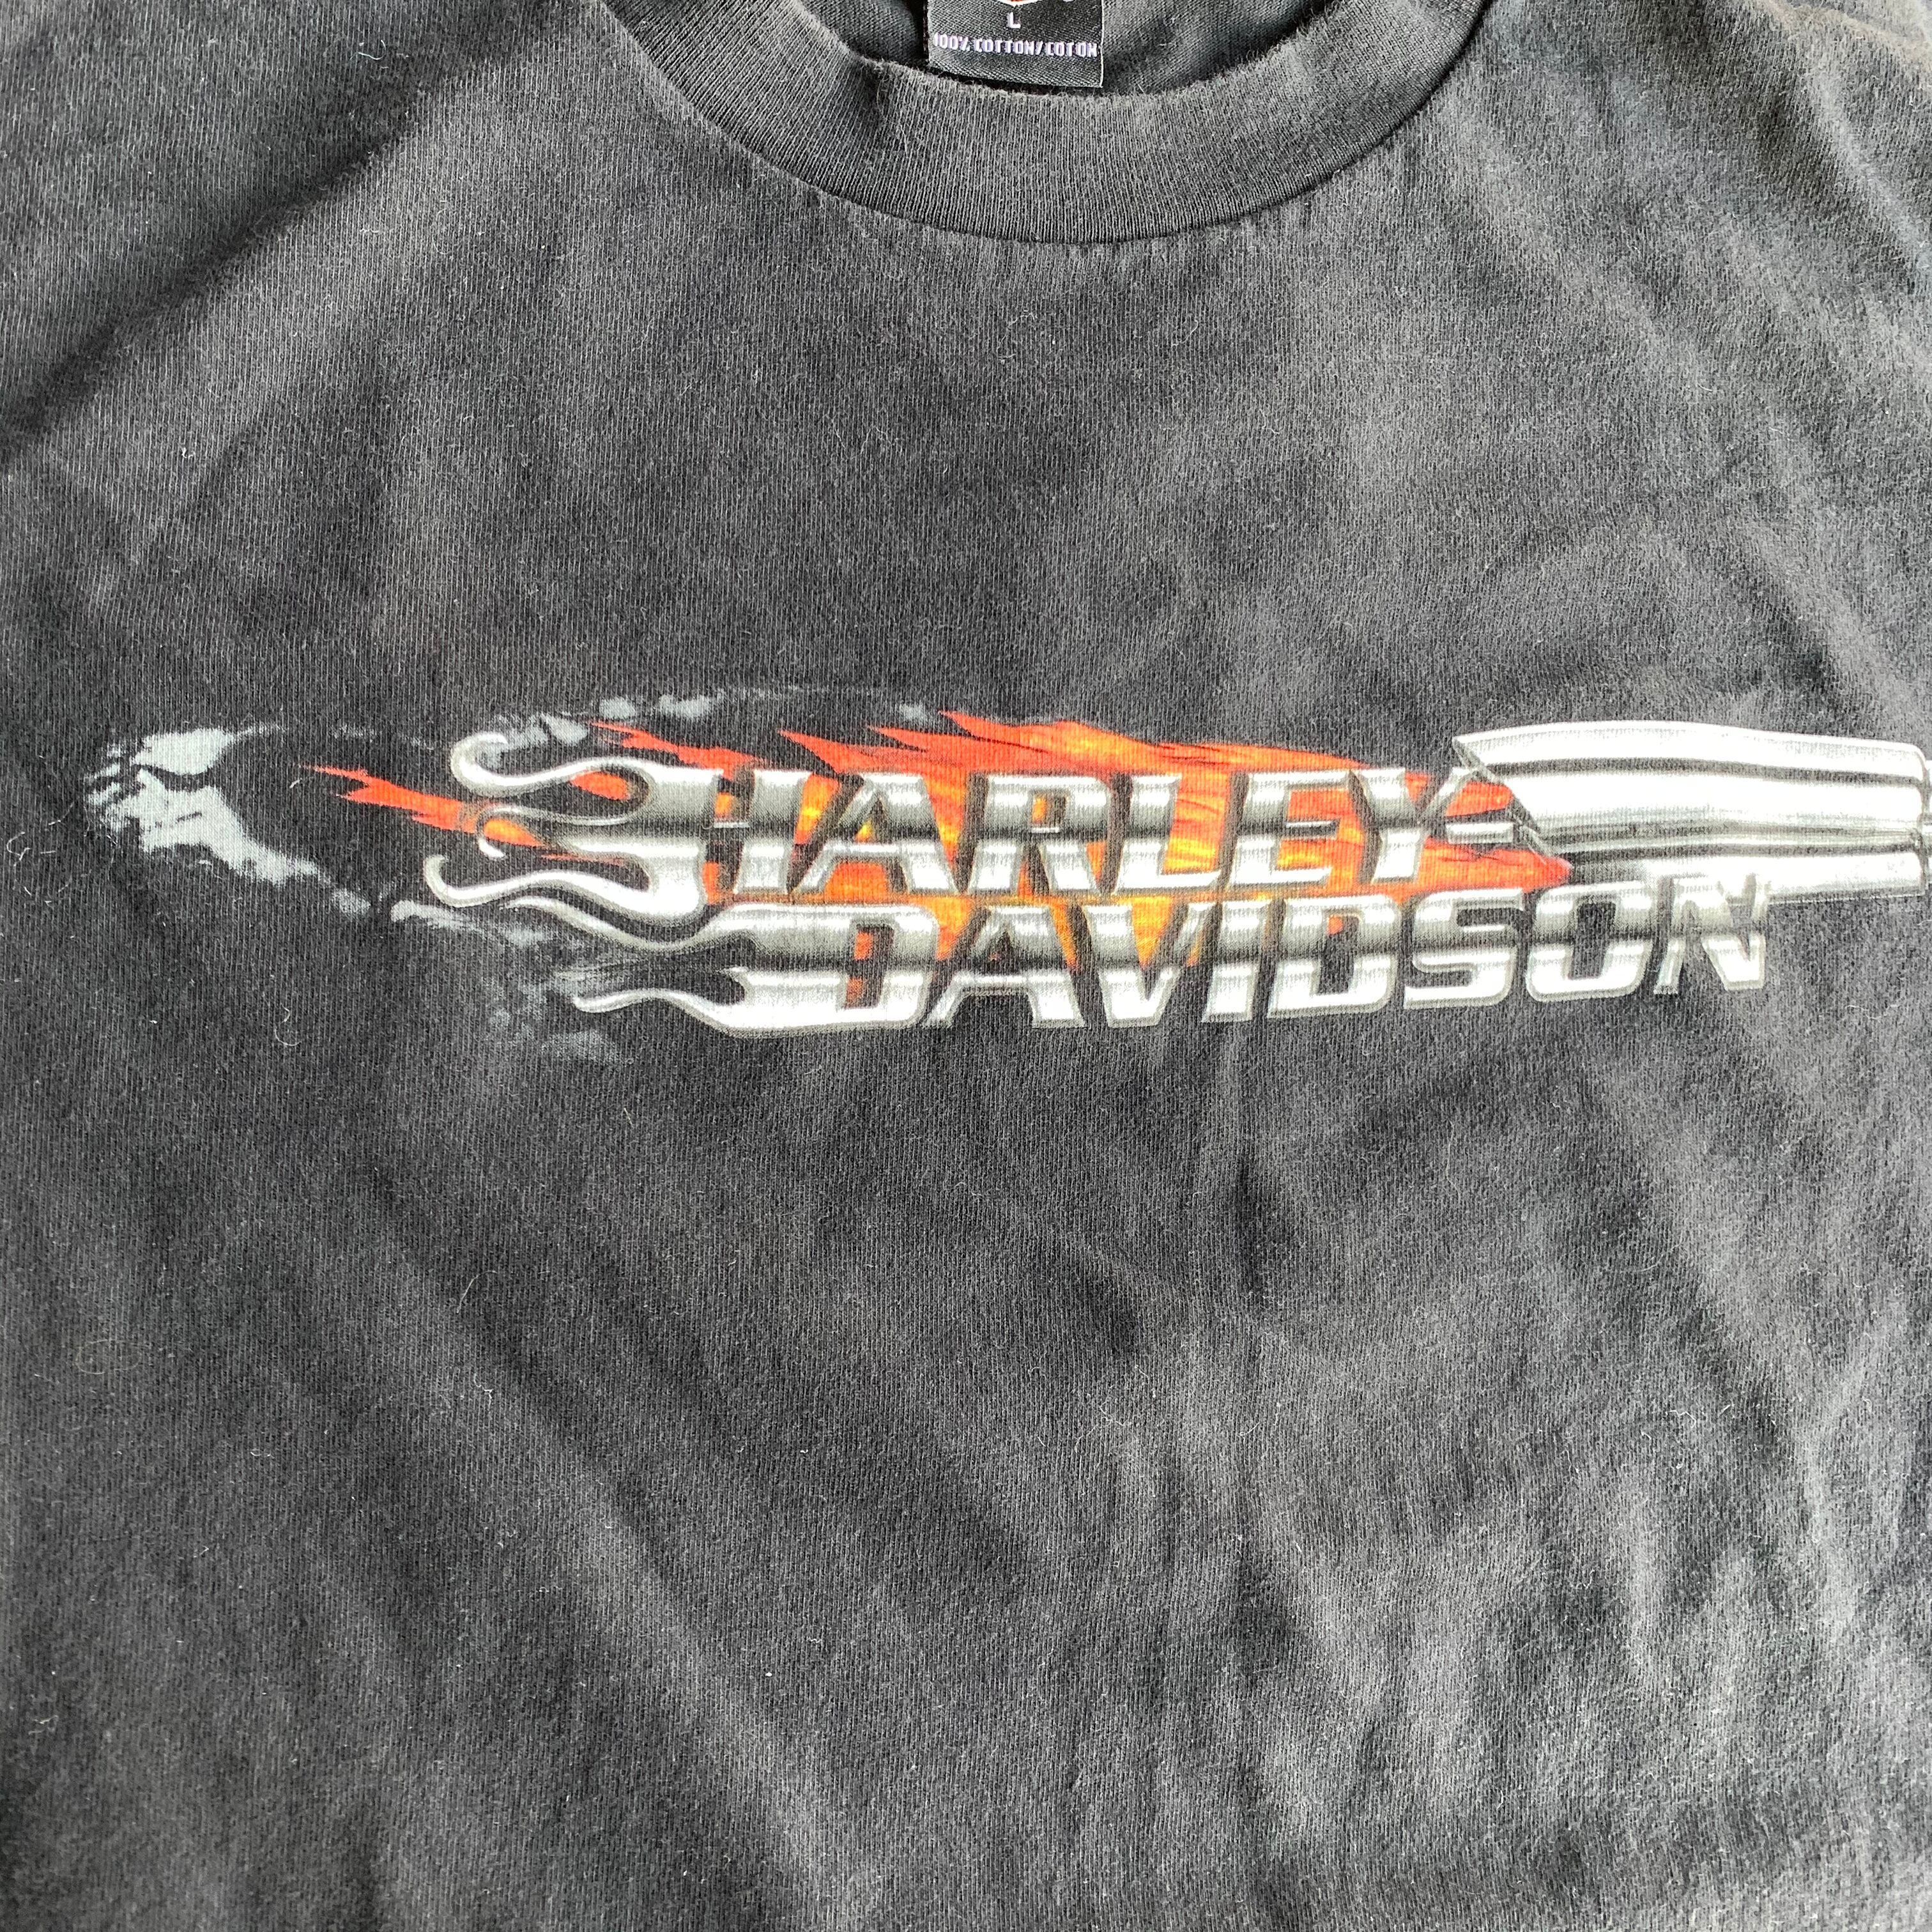 L
100% COTTON/COTON
HARLEY-
DAVIDSON